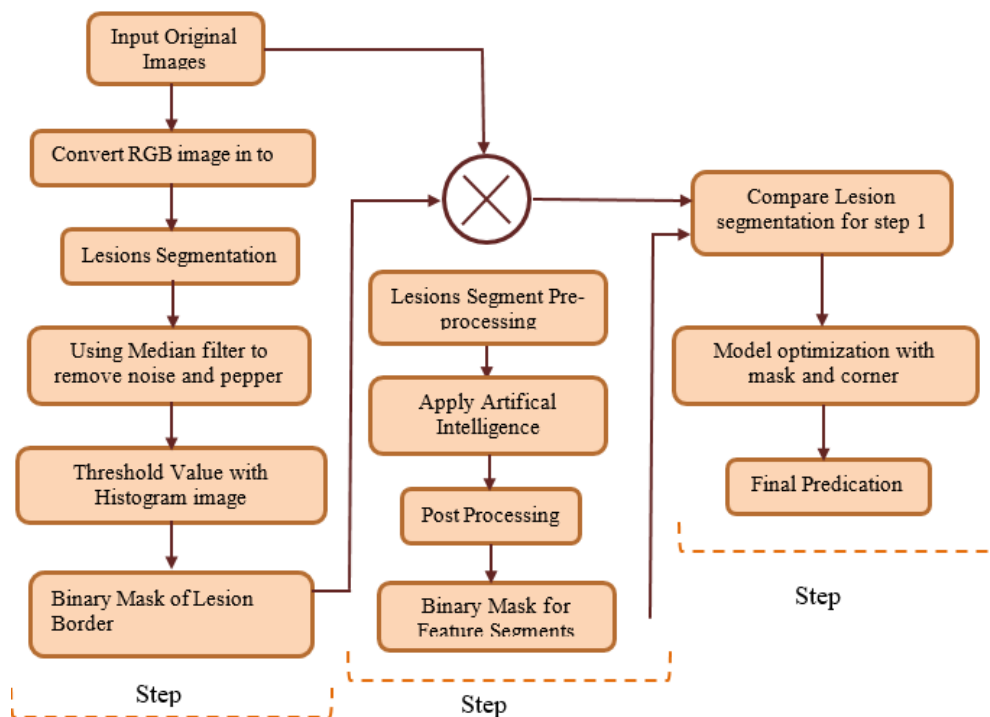 Input Original
Images
Convert RGB image in to
Lesions Segmentation
Using Median filter to
remove noise and pepper
Threshold Value with
Histogram image
Binary Mask of Lesion
Border
Step
Lesions Segment Pre-
processing
Apply Artifical
Intelligence
Post Processing
Binary Mask for
Feature Segments
Step
Compare Lesion
segmentation for step 1
Model optimization with
mask and corner
Final Predication
Step